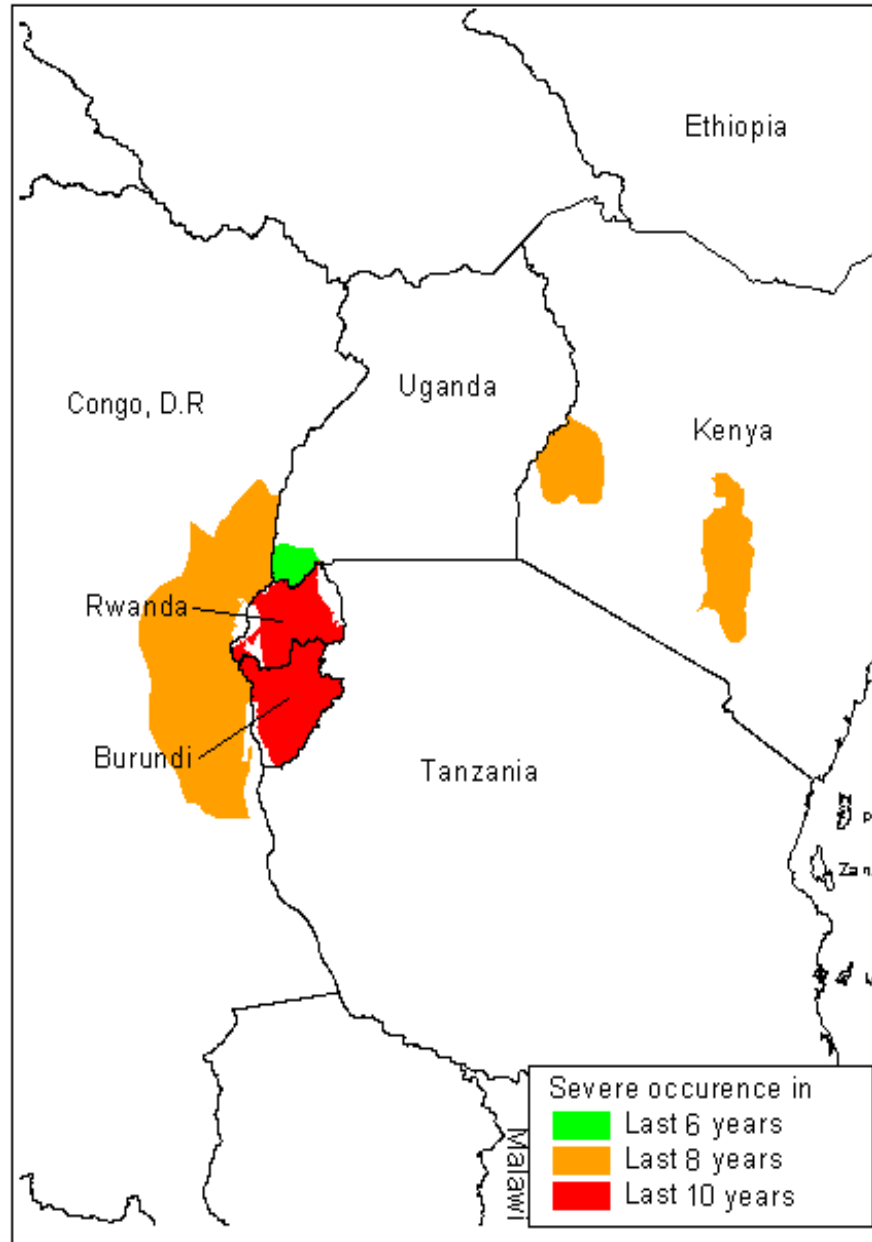 Ethiopia
Uganda
Congo, D.R
Kenya
Rwanda
Burundi
Tanzania
Zan
Malawi
Severe occurence in
Last 6 years
Last 8 years
Last 10 years